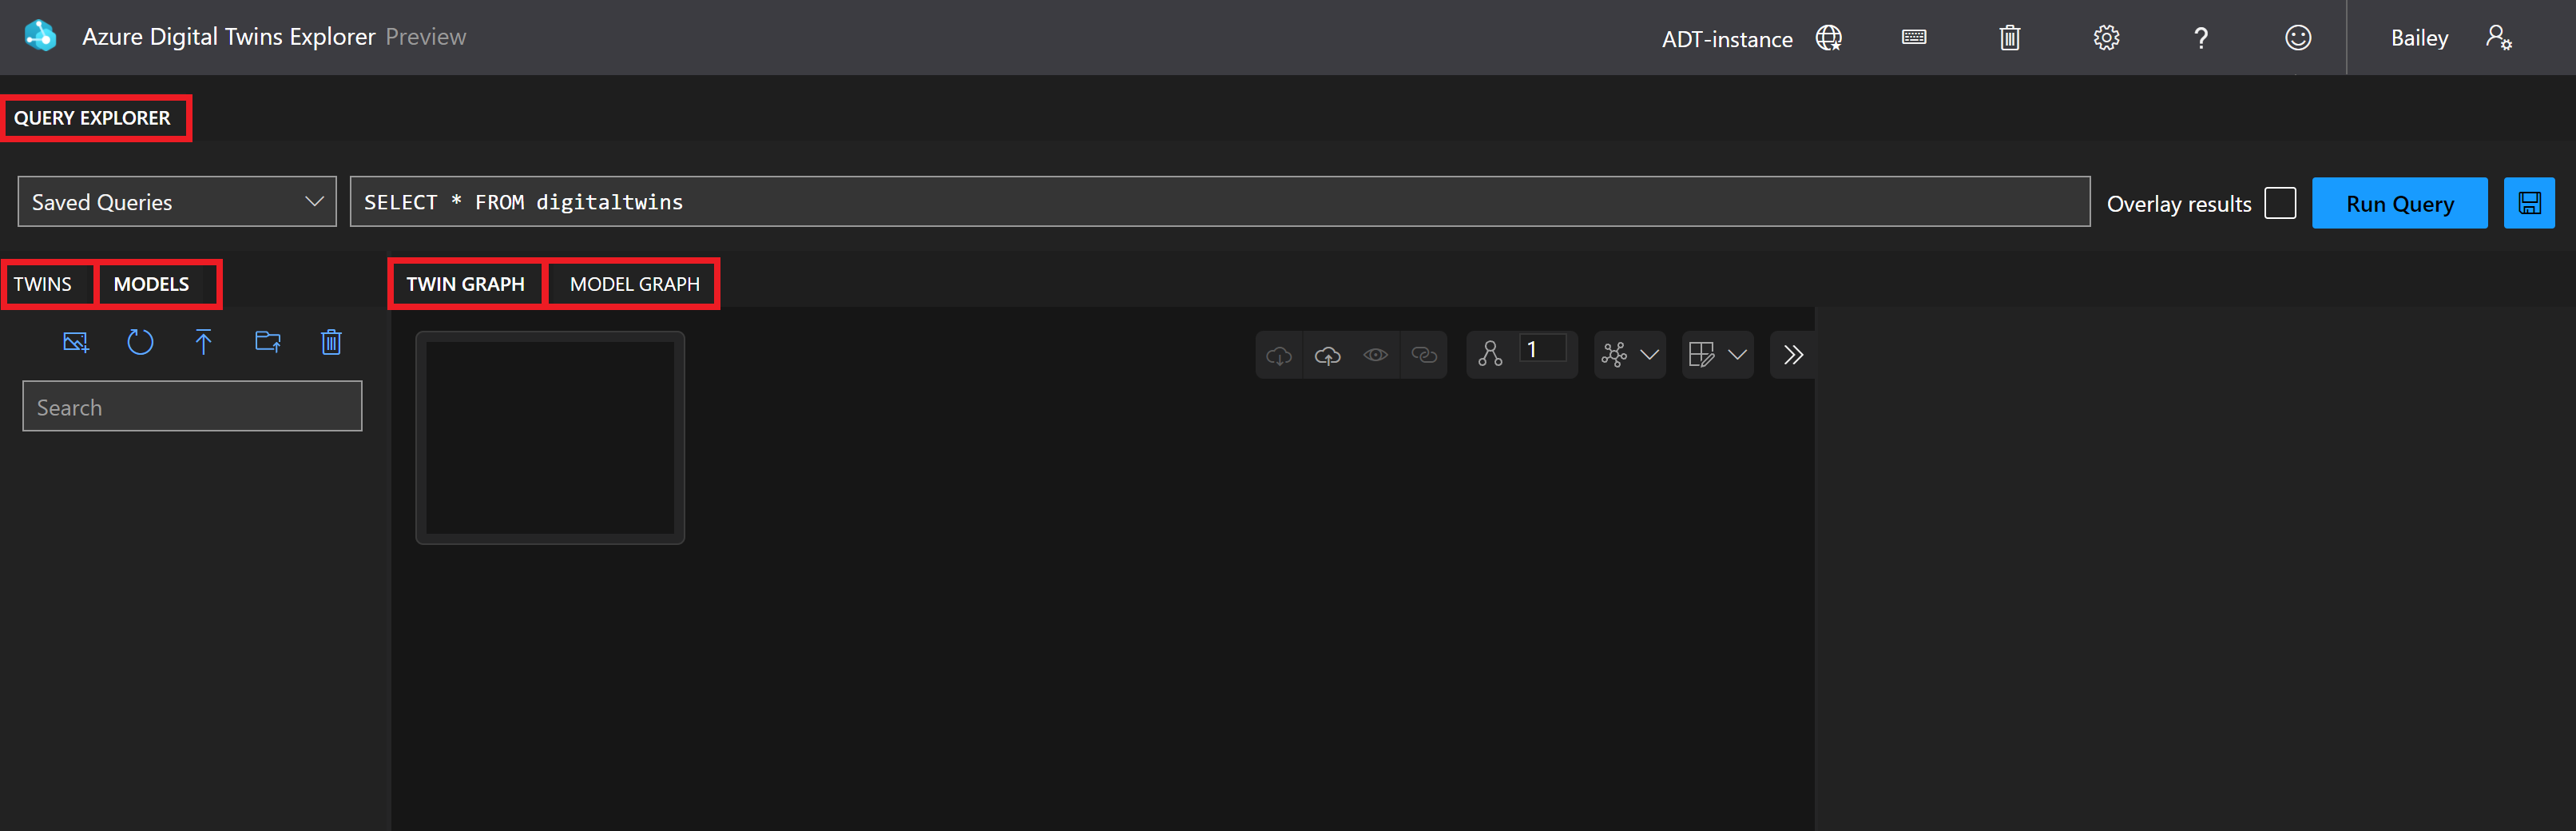 Azure Digital Twins Explorer Preview
ADT-instance
?
Bailey
QUERY EXPLORER
Saved Queries
SELECT * FROM digitaltwins
Overlay results
Run Query
TWINS
MODELS
TWIN GRAPH
MODEL GRAPH
1
Search